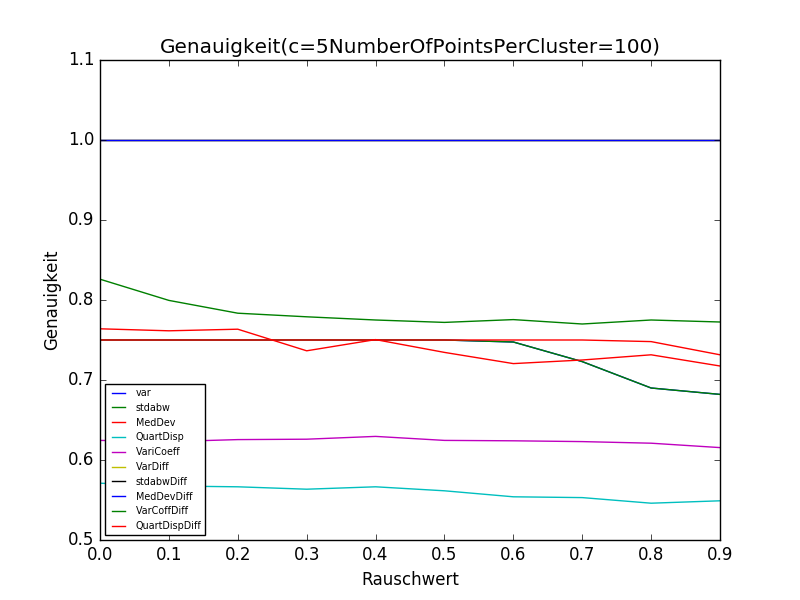 Genauigkeit(c=5NumberOfPointsPerCluster=100)
1.1
1.0
0.9
0.8
0.7
0.6
0.5
Genauigkeit
var
stdabw
MedDev
QuartDisp
VariCoeff
VarDiff
stdabwDiff
MedDevDiff
VarCoffDiff
QuartDispDiff
0.0 0.1 0.2 0.3 0.4 0.5 0.6 0.7 0.8 0.9
Rauschwert